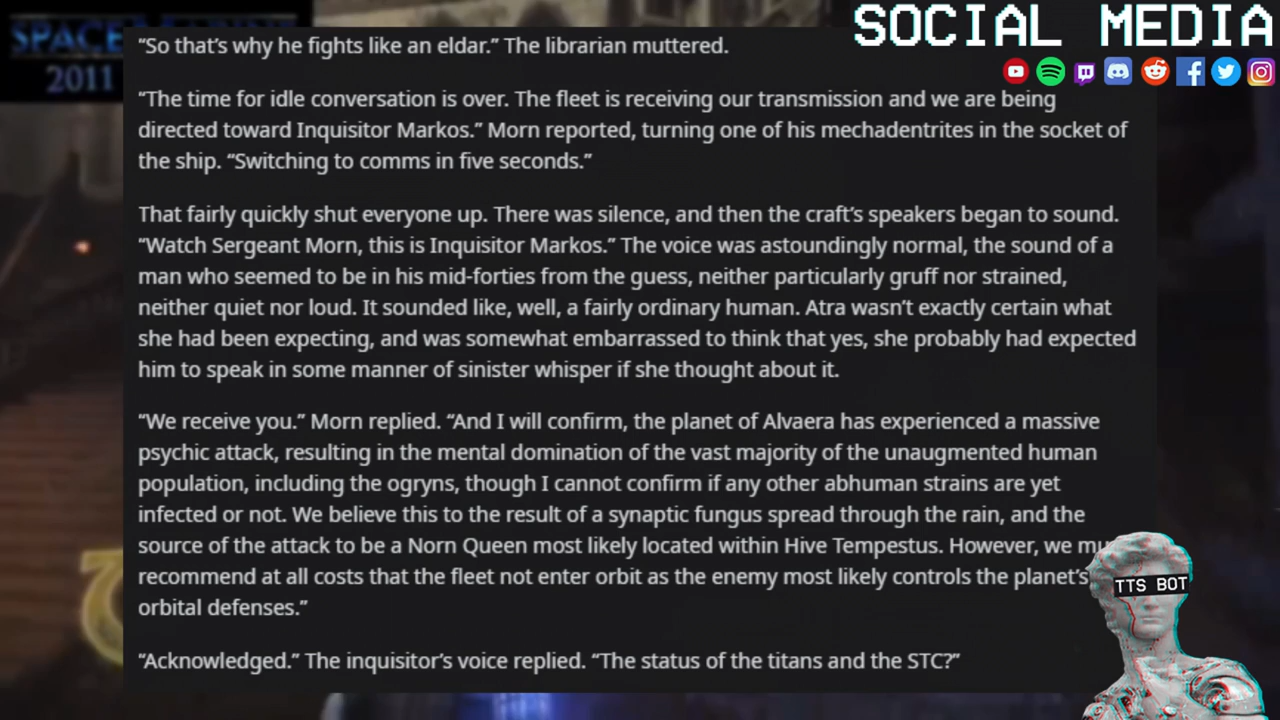 SPACE
2011
SOCIAL MEDIA
“So that’s why he fights like an eldar.” The librarian muttered.
“The time for idle conversation is over. The fleet is receiving our transmission and we are being
directed toward Inquisitor Markos.” Morn reported, turning one of his mechadentrites in the socket of
the ship. “Switching to comms in five seconds.”
That fairly quickly shut everyone up. There was silence, and then the craft’s speakers began to sound.
“Watch Sergeant Morn, this is Inquisitor Markos.” The voice was astoundingly normal, the sound of a
man who seemed to be in his mid-forties from the guess, neither particularly gruff nor strained,
neither quiet nor loud. It sounded like, well, a fairly ordinary human. Atra wasn’t exactly certain what
she had been expecting, and was somewhat embarrassed to think that yes, she probably had expected
him to speak in some manner of sinister whisper if she thought about it.
“We receive you.” Morn replied. “And I will confirm, the planet of Alvaera has experienced a massive
psychic attack, resulting in the mental domination of the vast majority of the unaugmented human
population, including the ogryns, though I cannot confirm if any other abhuman strains are yet
infected or not. We believe this to the result of a synaptic fungus spread through the rain, and the
source of the attack to be a Norn Queen most likely located within Hive Tempestus. However, we
recommend at all costs that the fleet not enter orbit as the enemy most likely controls the planet’s
orbital defenses.”
“Acknowledged.” The inquisitor’s voice replied. “The status of the titans and the STC?”
TTS BOT